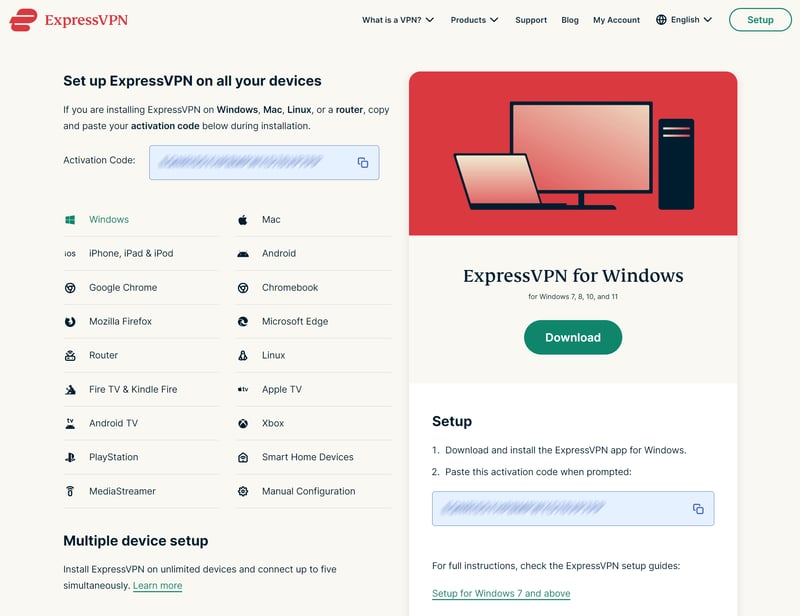 ExpressVPN
What is a VPN?
Products
Support
Blog
My Account
English
Setup
Set up ExpressVPN on all your devices
If you are installing ExpressVPN on Windows, Mac, Linux, or a router, copy
and paste your activation code below during installation.
Activation Code:
Windows
Mac
iOS
iPhone, iPad & iPod
Android
Google Chrome
Chromebook
Mozilla Firefox
Microsoft Edge
Router
Linux
Fire TV & Kindle Fire
tv
Apple TV
tv
Android TV
Xbox
PlayStation
Smart Home Devices
MediaStreamer
Manual Configuration
Multiple device setup
Install ExpressVPN on unlimited devices and connect up to five
simultaneously. Learn more
ExpressVPN for Windows
for Windows 7, 8, 10, and 11
Download
Setup
1. Download and install the ExpressVPN app for Windows.
2. Paste this activation code when prompted:
For full instructions, check the ExpressVPN setup guides:
Setup for Windows 7 and above